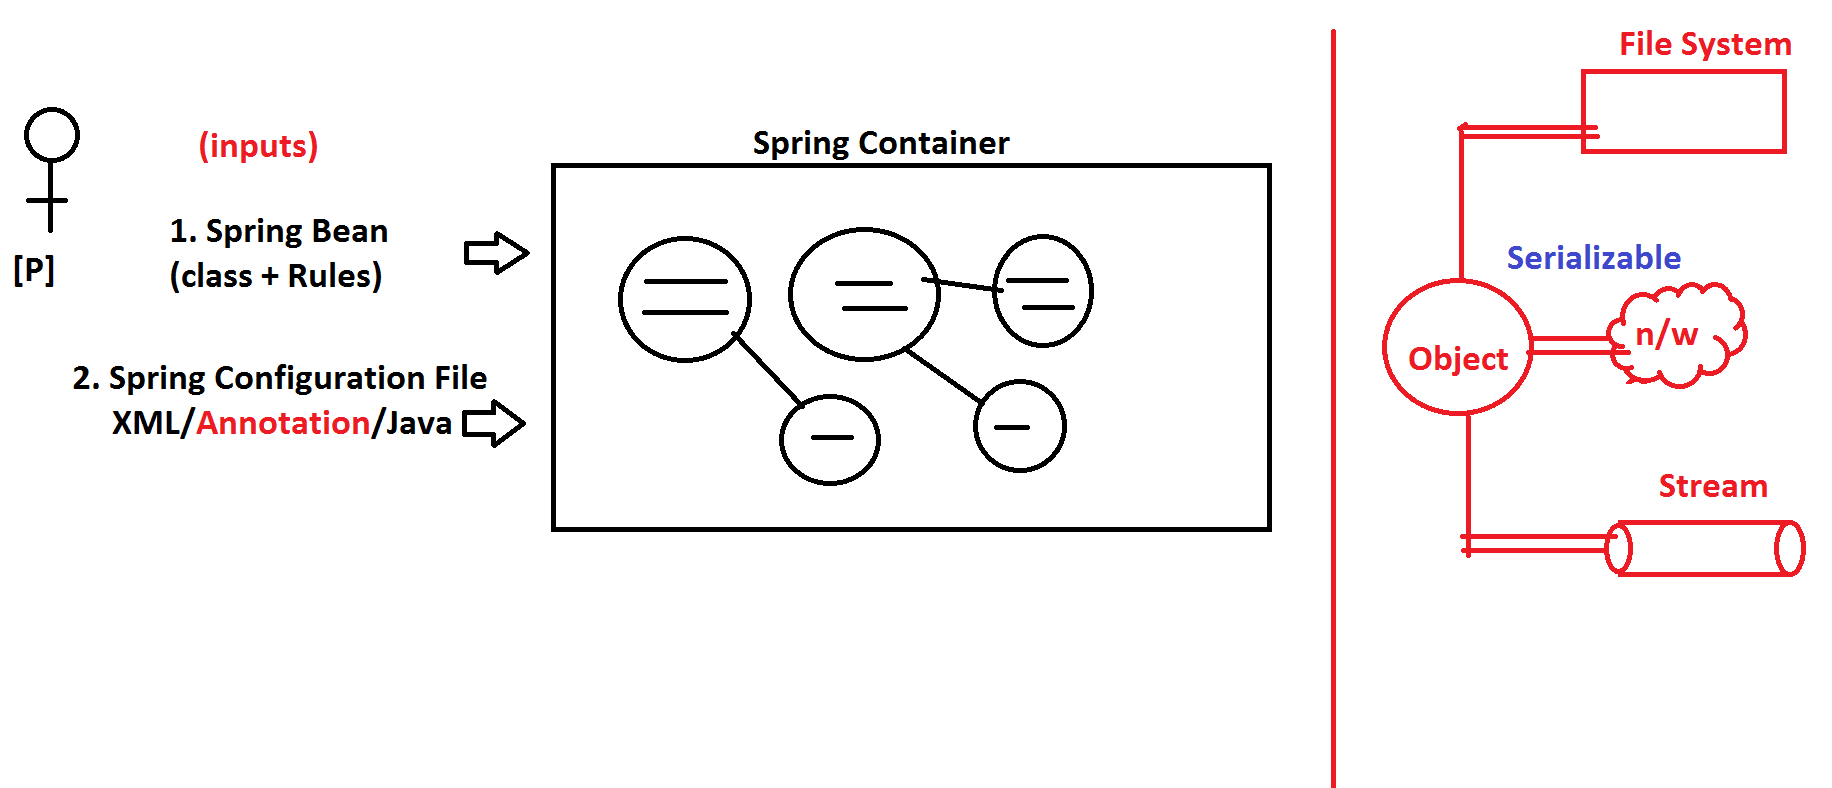 (inputs)
[P]
1. Spring Bean
(class + Rules)
2. Spring Configuration File
XML/Annotation/Java
Spring Container
File System
Serializable
n/w
Object
Stream